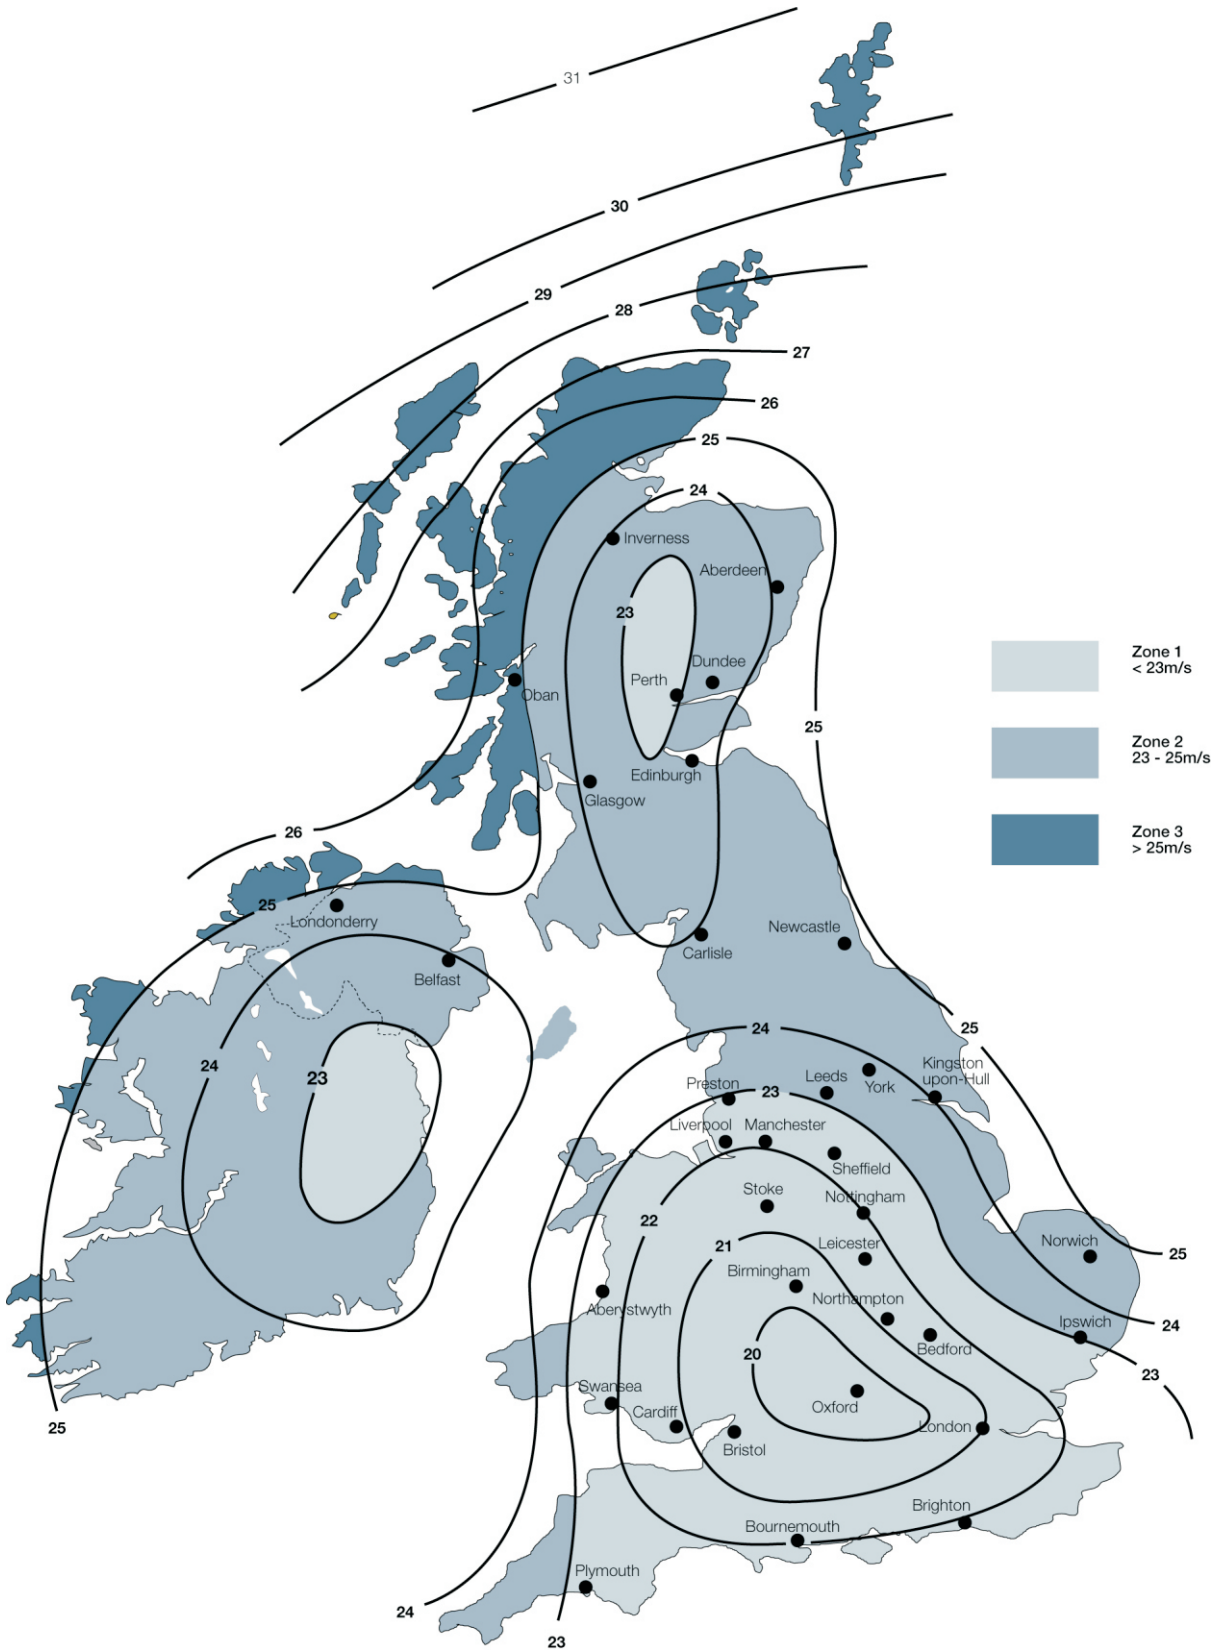 31
30
29
28
27
26
25
24
Inverness
Aberdeen
23
Dundee
Perth
Oban
25
Edinburgh
Glasgow
26
25
Londonderry
Newcastle
Carlisle
Belfast
24
25
24
23
Kingston
upon-Hull
York
Leeds
Preston
23
Liverpool
Manchester
Sheffield
Stoke
Nottingham
22
21
Leicester
Norwich
25
Birmingham
Northampton
Aberystwyth
24
Ipswich
Bedford
20
23
Swansea
Oxford
Cardiff
London
Bristol
25
Brighton
Bournemouth
Plymouth
24
23
Zone 1
< 23m/s
Zone 2
23 - 25m/s
Zone 3
> 25m/s